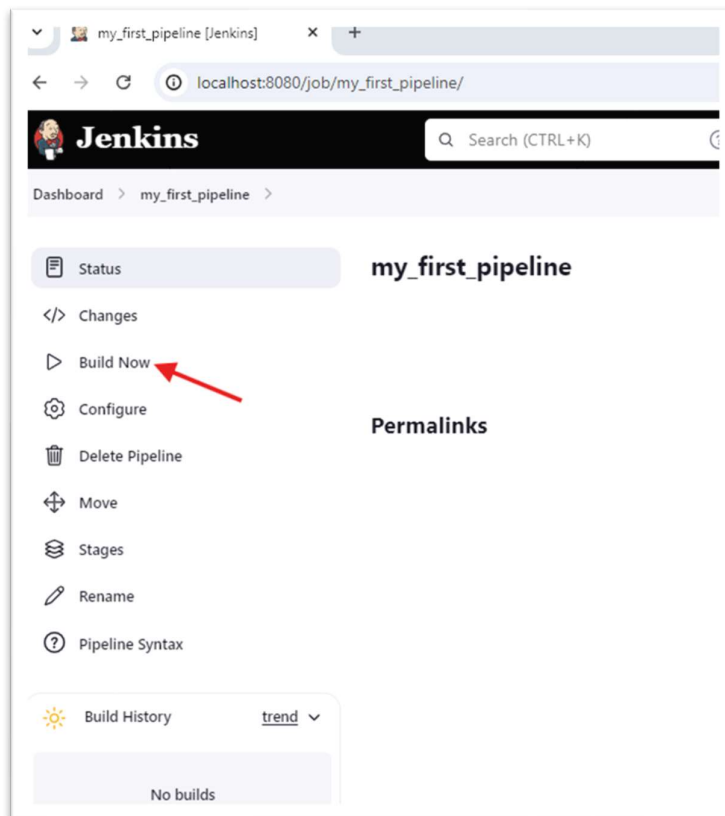 my_first_pipeline [Jenkins]
localhost:8080/job/my_first_pipeline/
Jenkins
Search (CTRL+K)
Dashboard > my_first_pipeline >
Status
my_first_pipeline
Changes
Build Now
Configure
Permalinks
Delete Pipeline
Move
Stages
Rename
Pipeline Syntax
Build History trend
No builds